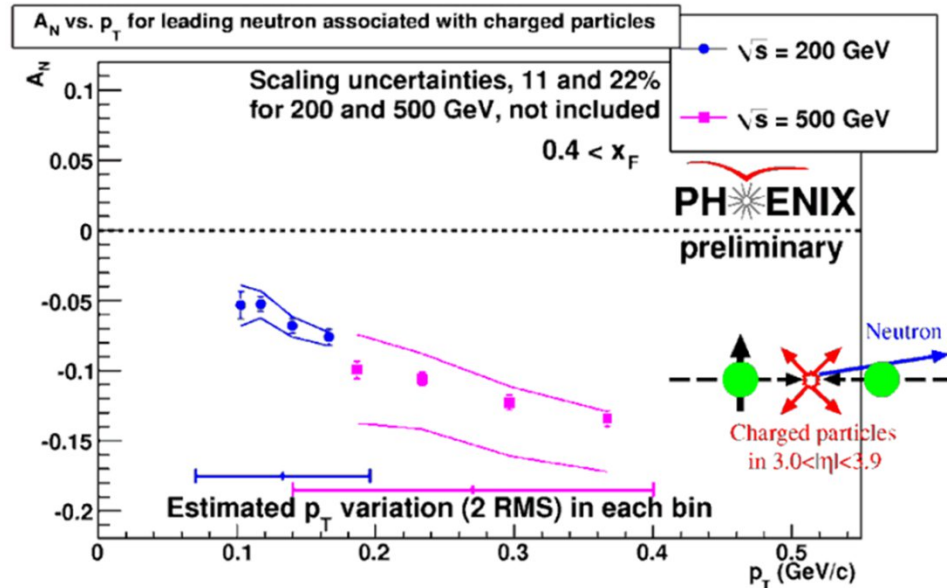 A_N vs. p_T for leading neutron associated with charged particles
√s = 200 GeV
√s = 500 GeV
A_N
Scaling uncertainties, 11 and 22%
for 200 and 500 GeV, not included
0.4 < x_F
PHENIX
preliminary
0.1
0.05
0
-0.05
-0.1
-0.15
-0.2
Neutron
Charged particles
in 3.0<|η|<3.9
Estimated p_T variation (2 RMS) in each bin
0 0.1 0.2 0.3 0.4 0.5
p_T (GeV/c)